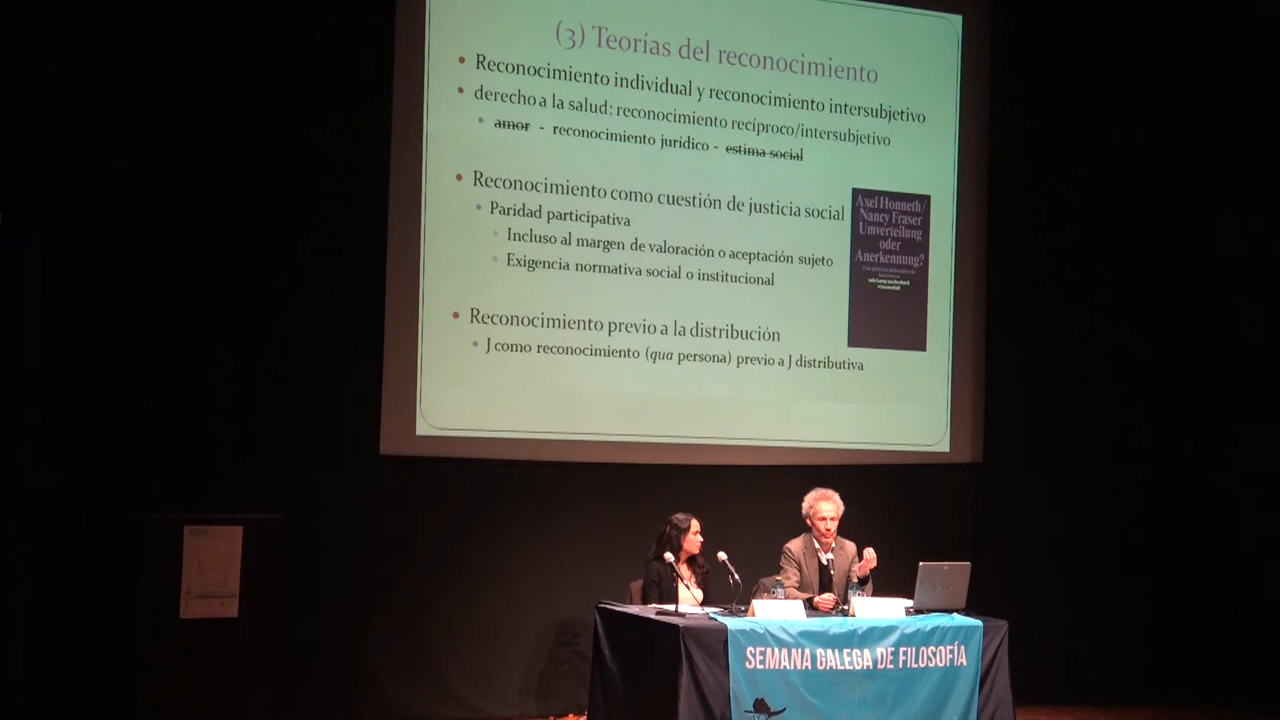 (3) Teorías del reconocimiento
Reconocimiento individual y reconocimiento intersubjetivo
derecho a la salud: reconocimiento recíproco/intersubjetivo
amor - reconocimiento jurídico - estima social
Reconocimiento como cuestión de justicia social
Paridad participativa
Incluso al margen de valoración o aceptación sujeto
Exigencia normativa social o institucional
Reconocimiento previo a la distribución
J como reconocimiento (qua persona) previo a J distributiva
Axel Honneth/
Nancy Fraser
Umverteilung
oder
Anerkennung?
SEMANA GALEGA DE FILOSOFÍA